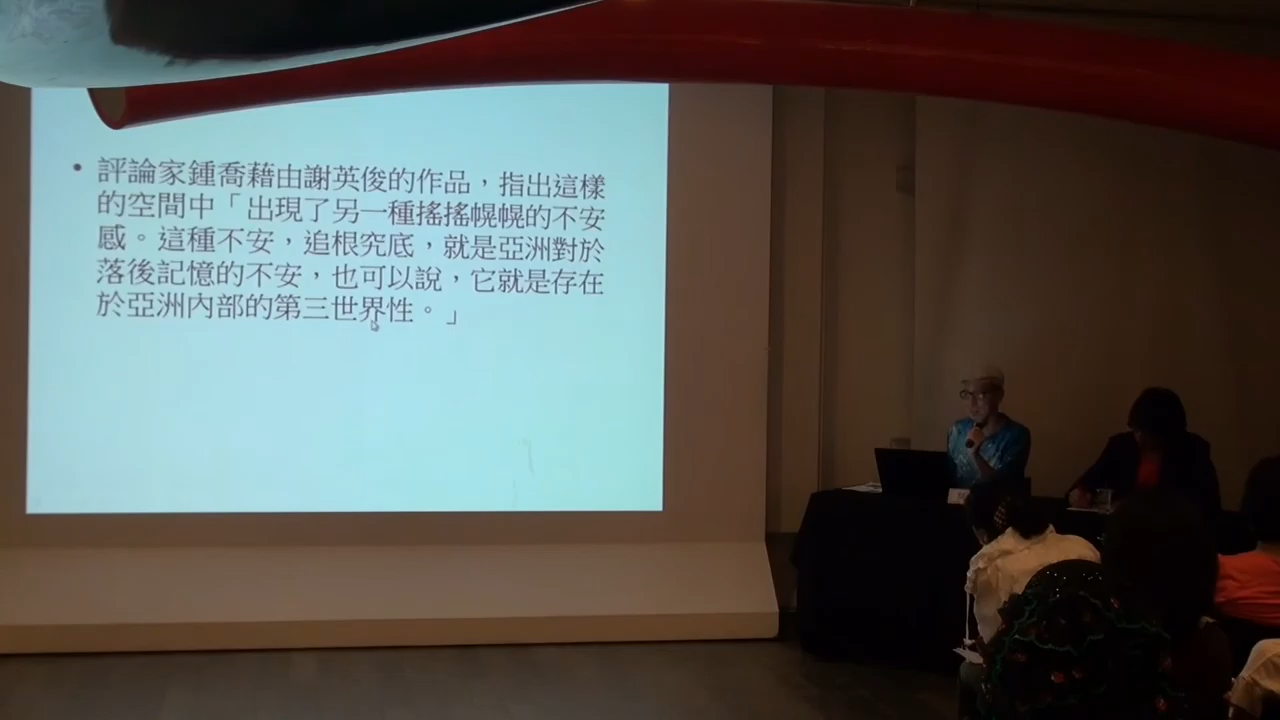 • 評論家鍾喬藉由謝英俊的作品，指出這樣
的空間中「出現了另一種搖搖幌幌的不安
感。這種不安，追根究底，就是亞洲對於
落後記憶的不安，也可以說，它就是存在
於亞洲內部的第三世界性。」